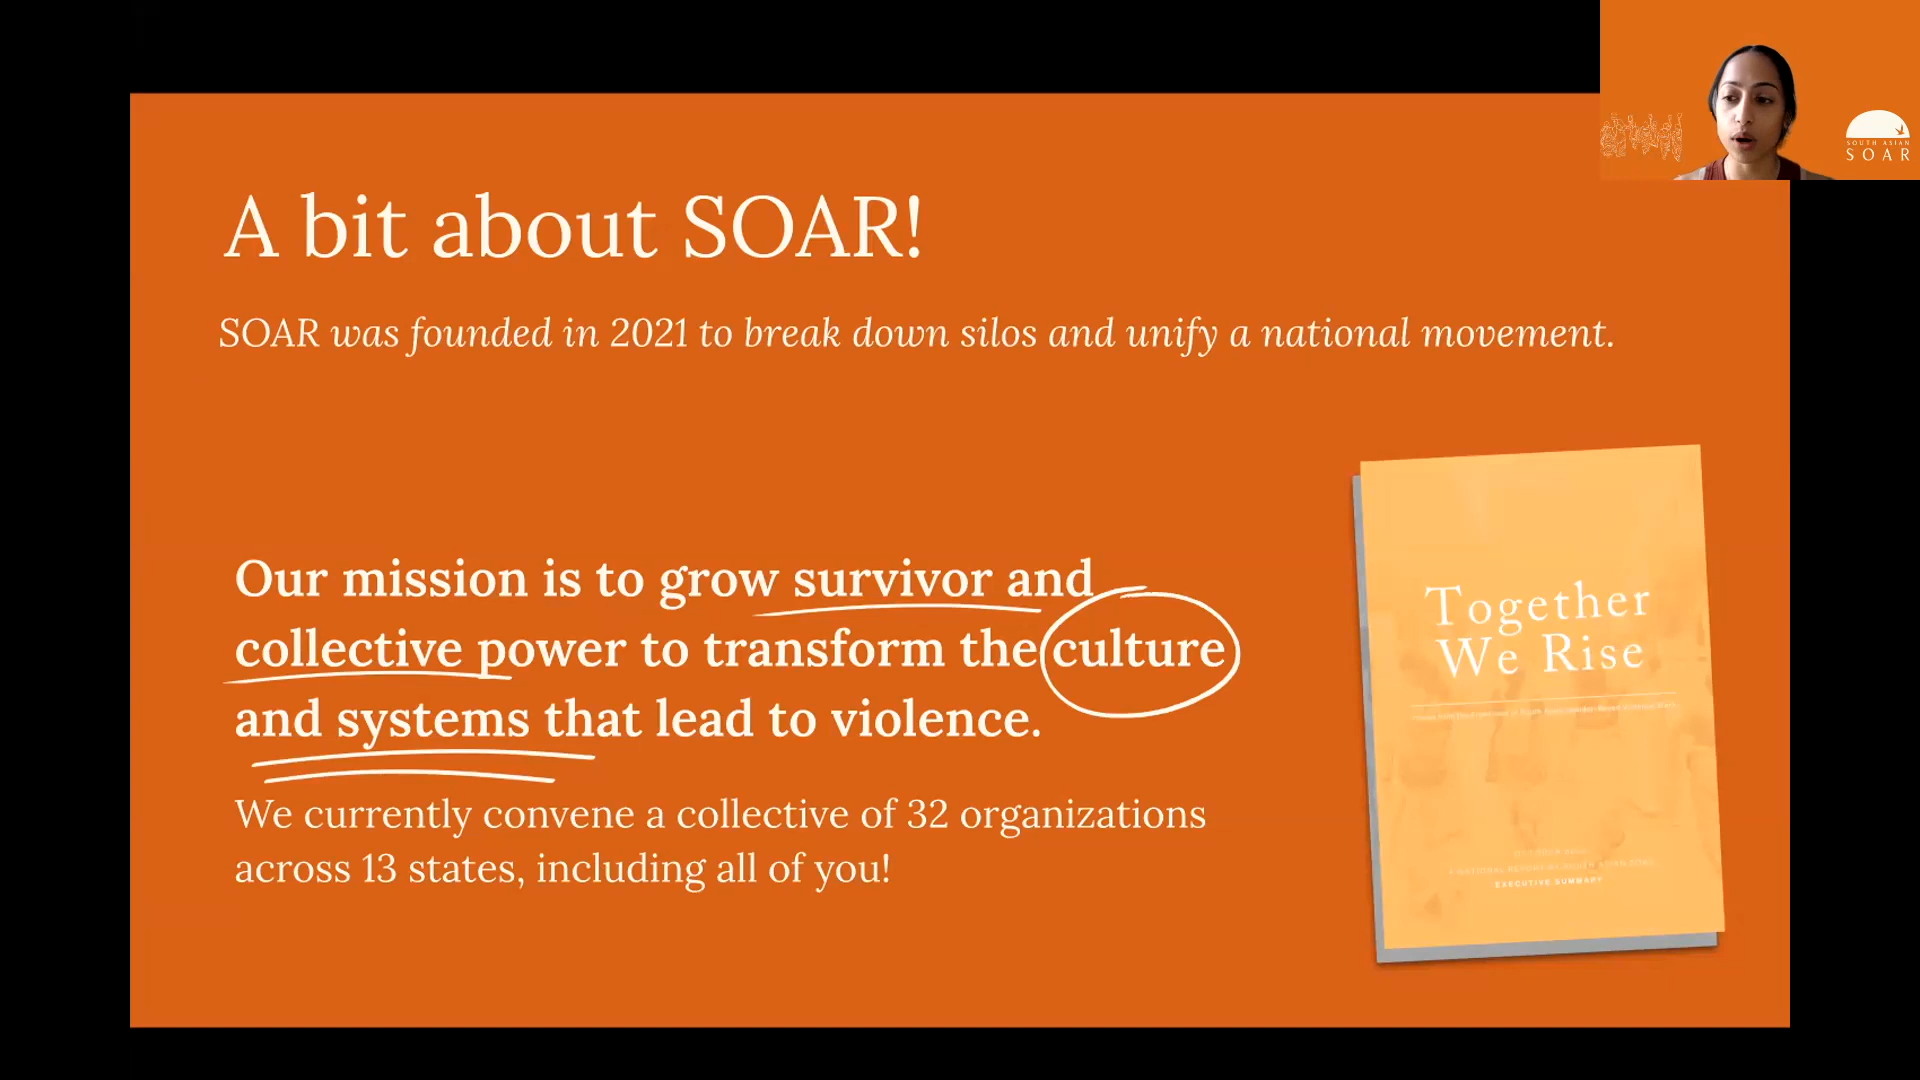 A bit about SOAR!
SOAR was founded in 2021 to break down silos and unify a national movement.
Our mission is to grow survivor and
collective power to transform the culture
and systems that lead to violence.
We currently convene a collective of 32 organizations
across 13 states, including all of you!
Together
We Rise
EXECUTIVE SUMMARY
SOUTH ASIAN
SOAR